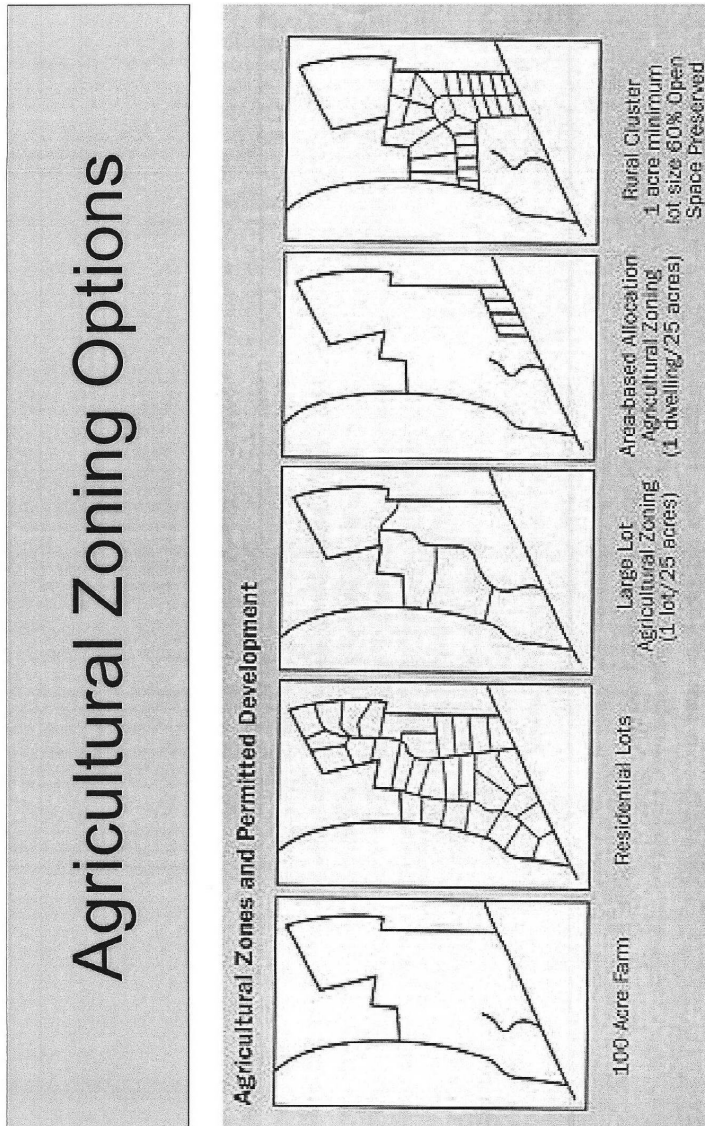 Agricultural Zoning Options
Agricultural Zones and Permitted Development
100 Acre Farm
Residential Lots
Large Lot
Agricultural Zoning
(1 lot/25 acres)
Area-based Allocation
Agricultural Zoning
(1 dwelling/25 acres)
Rural Cluster
1 acre minimum
lot size 60% Open
Space Preserved